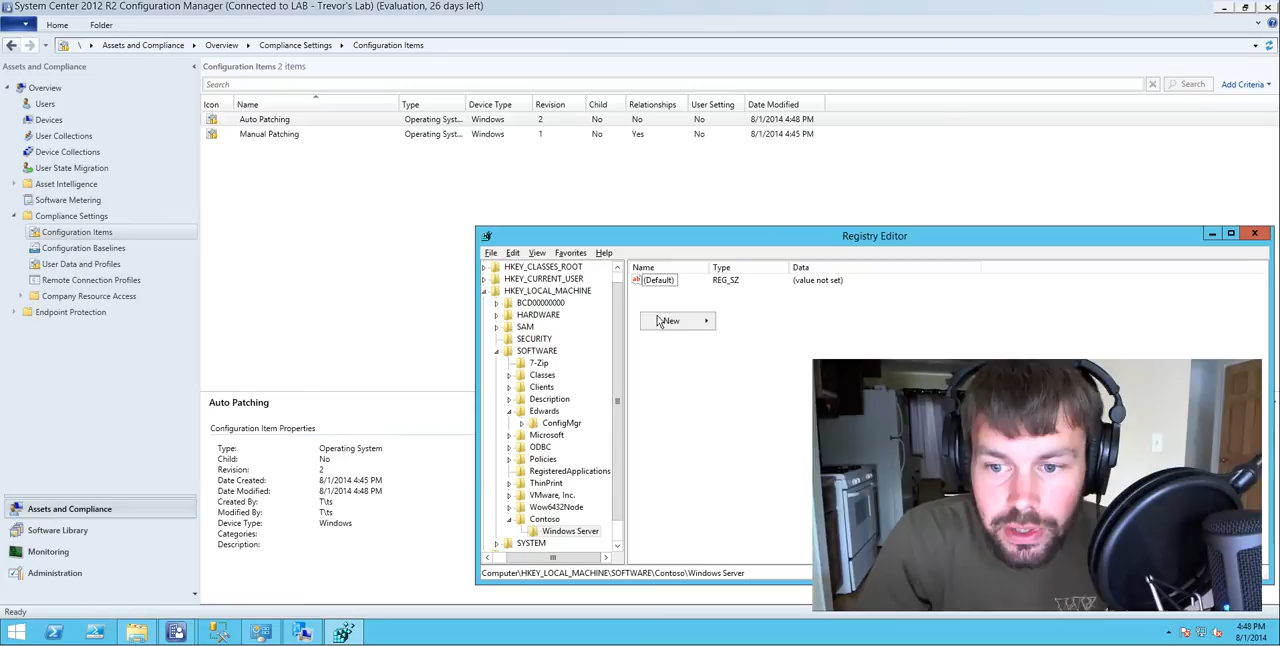 System Center 2012 R2 Configuration Manager (Connected to LAB - Trevor's Lab) (Evaluation, 26 days left)
Home Folder
\ Assets and Compliance Overview Compliance Settings Configuration Items
Assets and Compliance
Overview
Users
Devices
User Collections
Device Collections
User State Migration
Asset Intelligence
Software Metering
Compliance Settings
Configuration Items
Configuration Baselines
User Data and Profiles
Remote Connection Profiles
Company Resource Access
Endpoint Protection
Assets and Compliance
Software Library
Monitoring
Administration
Ready
Configuration Items 2 items
Search Search Add Criteria
Icon Name Type Device Type Revision Child Relationships User Setting Date Modified
Auto Patching Operating Syst... Windows 2 No No No 8/1/2014 4:48 PM
Manual Patching Operating Syst... Windows 1 No Yes No 8/1/2014 4:48 PM
Auto Patching
Configuration Item Properties
Type: Operating System
Child: No
Revision: 2
Date Created: 8/1/2014 4:45 PM
Date Modified: 8/1/2014 4:48 PM
Created By: T\ts
Modified By: T\ts
Device Type: Windows
Categories:
Description:
Registry Editor
File Edit View Favorites Help
HKEY_CLASSES_ROOT
HKEY_CURRENT_USER
HKEY_LOCAL_MACHINE
BCD00000000
HARDWARE
SAM
SECURITY
SOFTWARE
7-Zip
Classes
Clients
Description
Edwards
ConfigMgr
Microsoft
ODBC
Policies
RegisteredApplications
ThinPrint
VMware, Inc.
Wow6432Node
Contoso
Windows Server
SYSTEM
Name Type Data
ab (Default) REG_SZ (value not set)
New
Computer\HKEY_LOCAL_MACHINE\SOFTWARE\Contoso\Windows Server
4:48 PM
8/1/2014